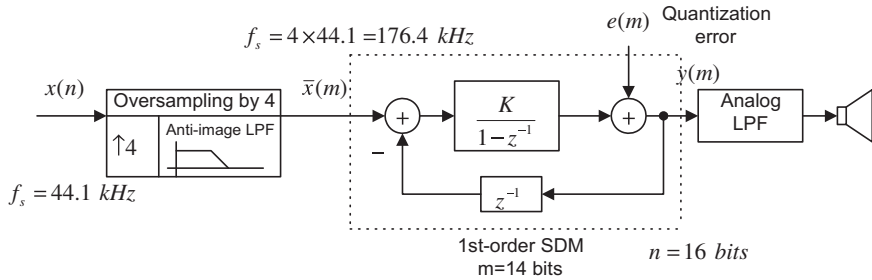 f_s = 4 × 44.1 = 176.4 kHz
e(m)
Quantization
error
x(n)
Oversampling by 4
x̅(m)
y(m)
↑4
Anti-image LPF
+
K
1 − z⁻¹
+
Analog
LPF
−
f_s = 44.1 kHz
z⁻¹
1st-order SDM
m=14 bits
n = 16 bits